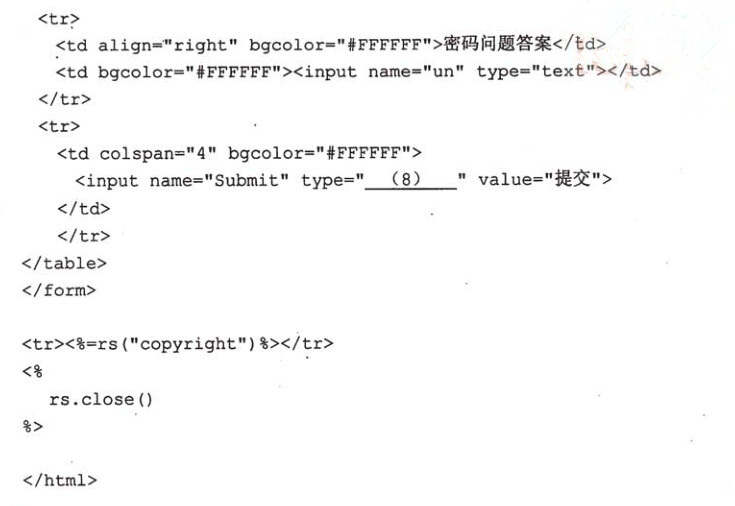 <tr>
<td align="right" bgcolor="#FFFFFF">密码问题答案</td>
<td bgcolor="#FFFFFF"><input name="un" type="text"></td>
</tr>
<tr>
<td colspan="4" bgcolor="#FFFFFF">
<input name="Submit" type="__(8)__" value="提交">
</td>
</tr>
</table>
</form>
<tr><%=rs("copyright")%></tr>
<%
rs.close()
%>
</html>